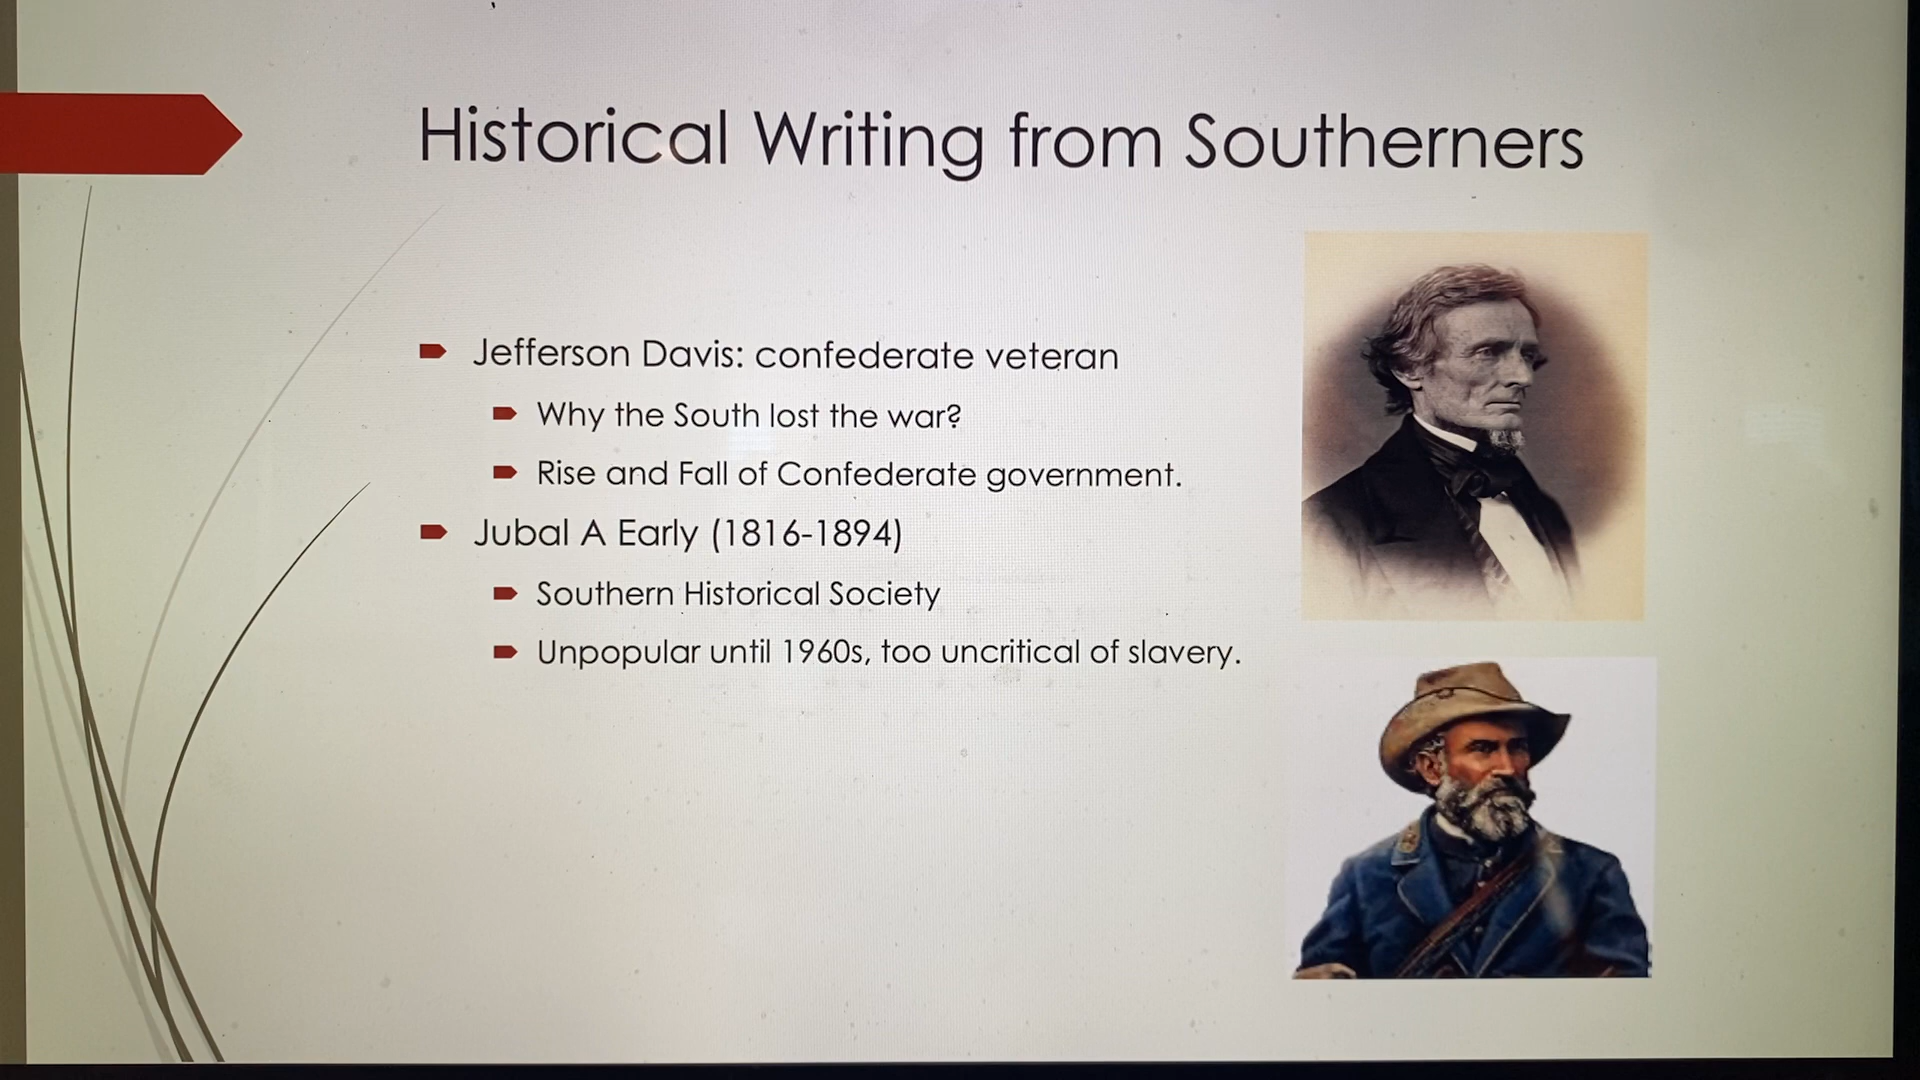 Historical Writing from Southerners
Jefferson Davis: confederate veteran
Why the South lost the war?
Rise and Fall of Confederate government.
Jubal A Early (1816-1894)
Southern Historical Society
Unpopular until 1960s, too uncritical of slavery.